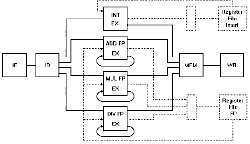 INT
EX
Register
File
Integ
ADD FP
EX
IF
ID
MEM
WB
MUL FP
EX
Register
File
FP
DIV FP
EX